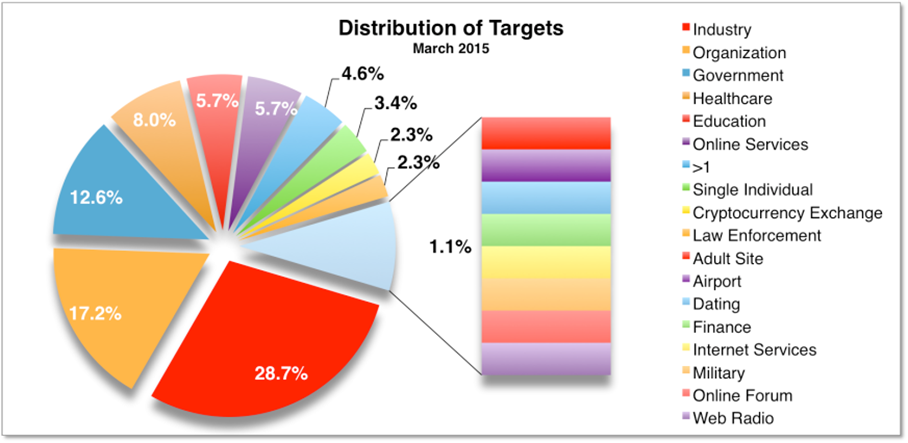 Distribution of Targets
March 2015
28.7%
17.2%
12.6%
8.0%
5.7%
5.7%
4.6%
3.4%
2.3%
2.3%
1.1%
Industry
Organization
Government
Healthcare
Education
Online Services
>1
Single Individual
Cryptocurrency Exchange
Law Enforcement
Adult Site
Airport
Dating
Finance
Internet Services
Military
Online Forum
Web Radio